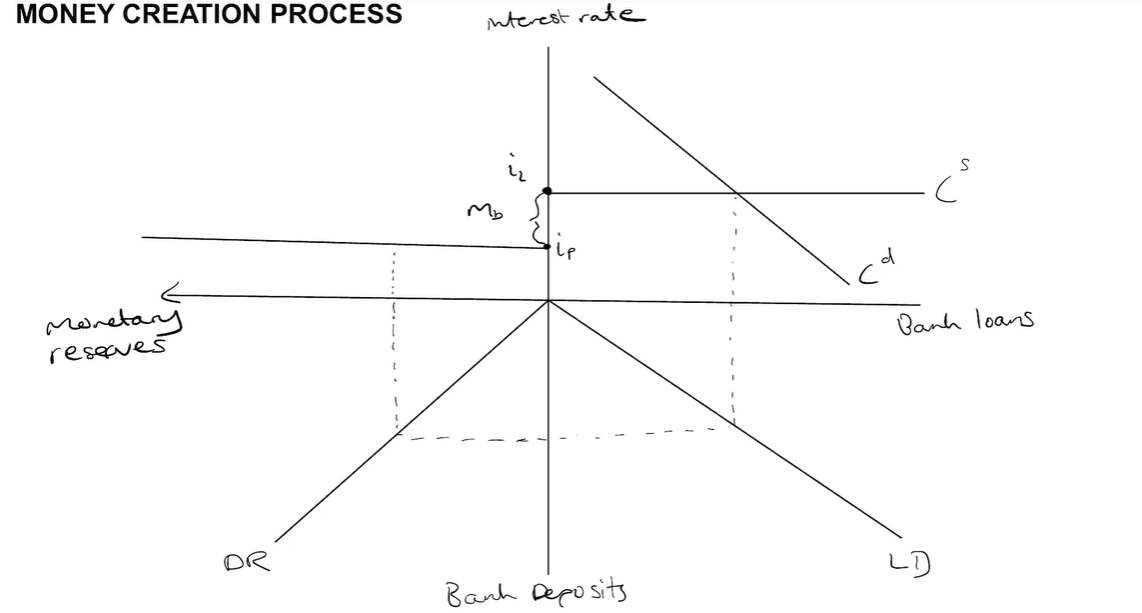 MONEY CREATION PROCESS
interest rate
i_L
C^s
M_b
i_P
C^d
Monetary
reserves
Bank loans
DR
LD
Bank Deposits